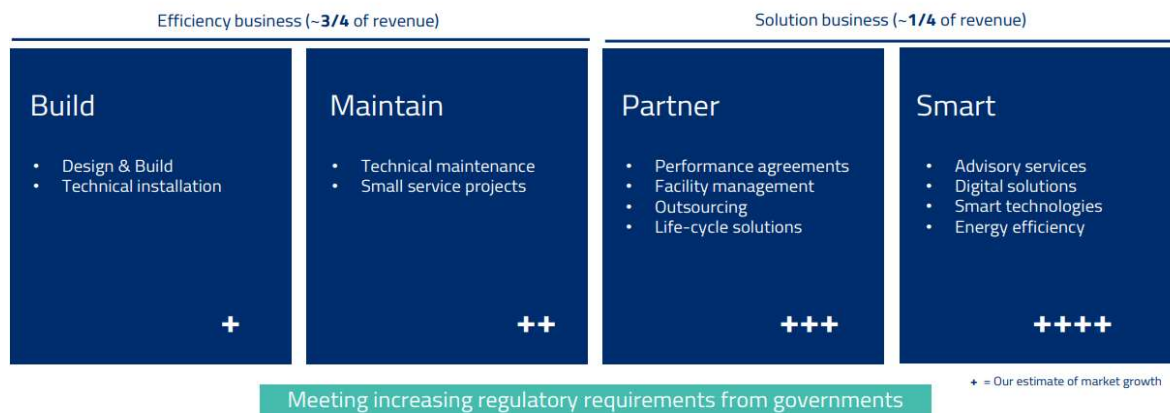 Efficiency business (~3/4 of revenue)
Solution business (~1/4 of revenue)
Build
• Design & Build
• Technical installation
+
Maintain
• Technical maintenance
• Small service projects
++
Partner
• Performance agreements
• Facility management
• Outsourcing
• Life-cycle solutions
+++
Smart
• Advisory services
• Digital solutions
• Smart technologies
• Energy efficiency
++++
+ = Our estimate of market growth
Meeting increasing regulatory requirements from governments